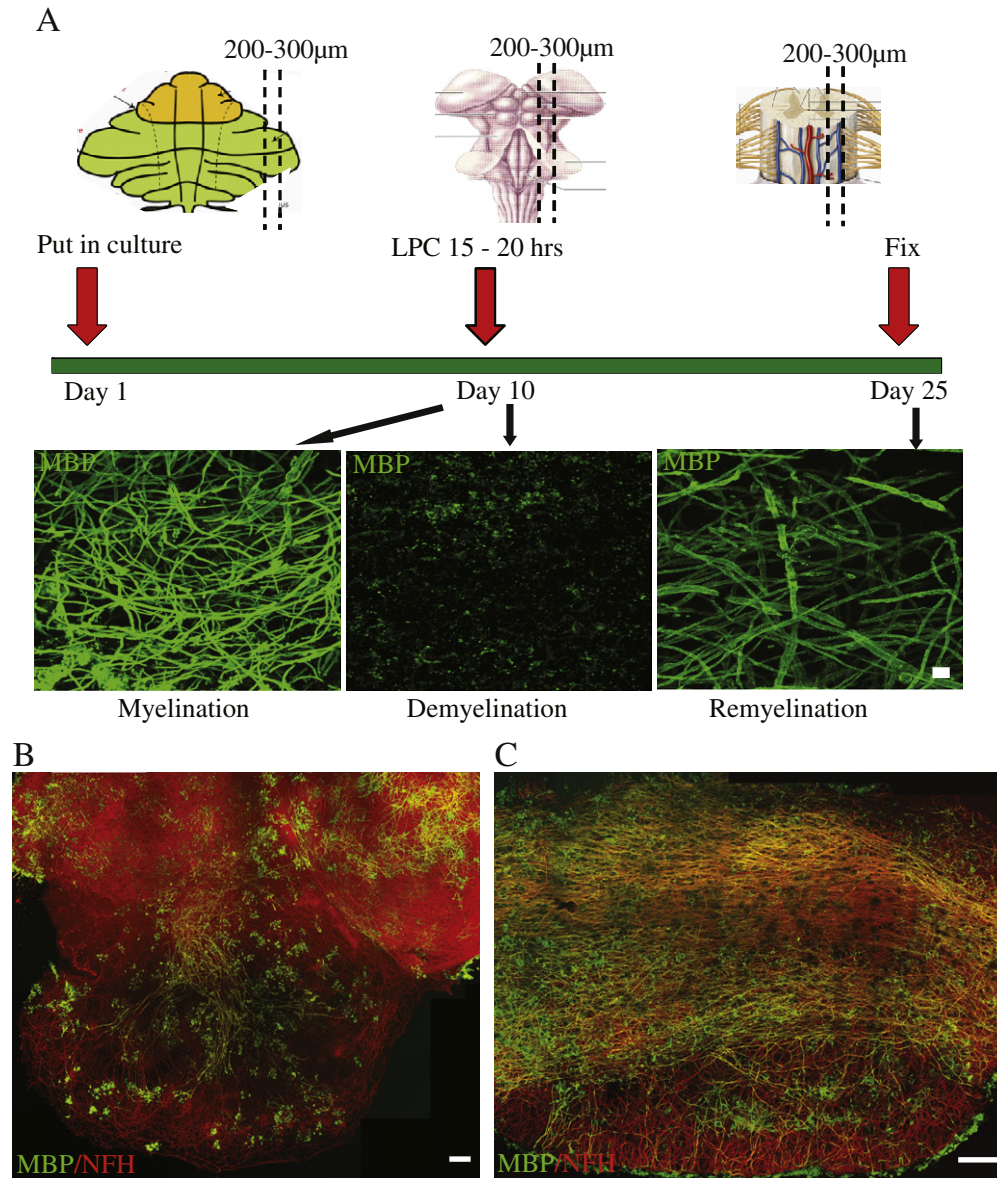 A
200-300µm
200-300µm
200-300µm
Put in culture
LPC 15 - 20 hrs
Fix
Day 1
Day 10
Day 25
MBP
MBP
MBP
Myelination
Demyelination
Remyelination
B
C
MBP/NFH
MBP/NFH